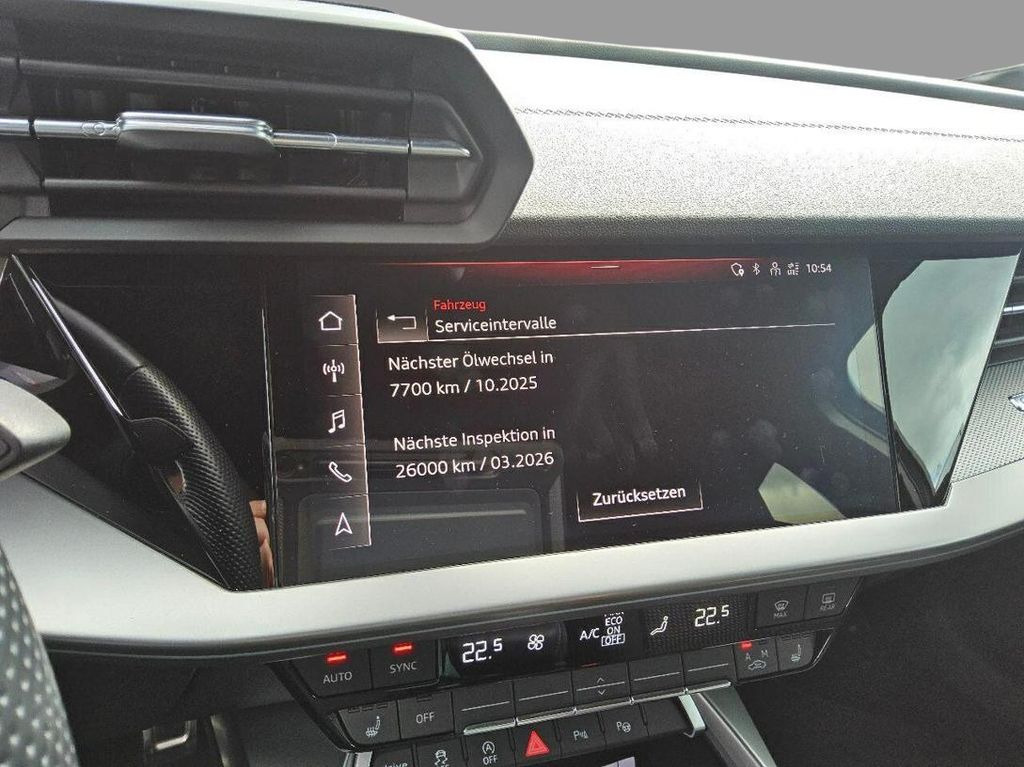 10:54
Fahrzeug
Serviceintervalle
Nächster Ölwechsel in
7700 km / 10.2025
Nächste Inspektion in
26000 km / 03.2026
Zurücksetzen
AUTO
SYNC
22.5
A/C
ECO
ON
OFF
22.5
MAX
REAR
A M
OFF
OFF